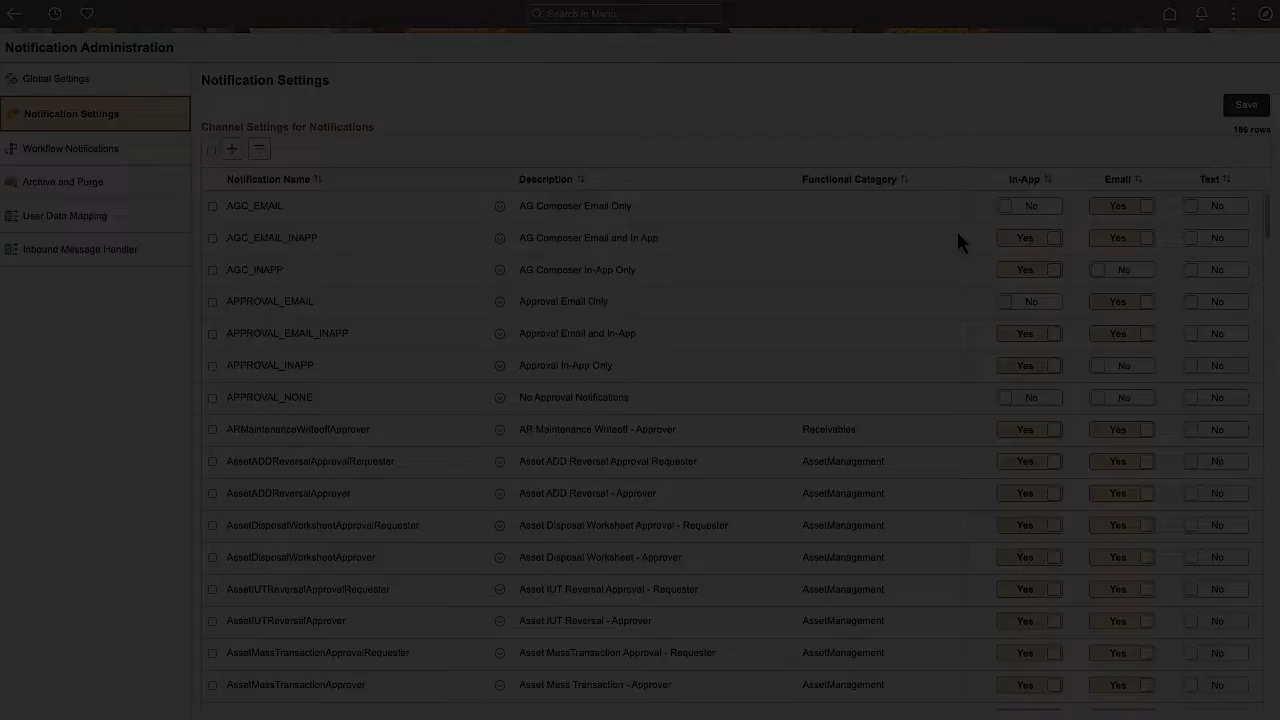 Search in Menu
Notification Administration
Global Settings
Notification Settings
Workflow Notifications
Archive and Purge
User Data Mapping
Inbound Message Handler
Notification Settings
Save
Channel Settings for Notifications
186 rows
Notification Name Description Functional Category In-App Email Text
AGC_EMAIL AG Composer Email Only No Yes No
AGC_EMAIL_INAPP AG Composer Email and In App Yes Yes No
AGC_INAPP AG Composer In-App Only Yes No No
APPROVAL_EMAIL Approval Email Only No Yes No
APPROVAL_EMAIL_INAPP Approval Email and In-App Yes Yes No
APPROVAL_INAPP Approval In-App Only Yes No No
APPROVAL_NONE No Approval Notifications No No No
ARMaintenanceWriteoffApprover AR Maintenance Writeoff - Approver Receivables Yes Yes No
AssetADDReversalApprovalRequester Asset ADD Reversal Approval Requester AssetManagement Yes Yes No
AssetADDReversalApprover Asset ADD Reversal - Approver AssetManagement Yes Yes No
AssetDisposalWorksheetApprovalRequester Asset Disposal Worksheet Approval - Requester AssetManagement Yes Yes No
AssetDisposalWorksheetApprover Asset Disposal Worksheet - Approver AssetManagement Yes Yes No
AssetIUTReversalApprovalRequester Asset IUT Reversal Approval - Requester AssetManagement Yes Yes No
AssetIUTReversalApprover Asset IUT Reversal - Approver AssetManagement Yes Yes No
AssetMassTransactionApprovalRequester Asset MassTransaction Approval - Requester AssetManagement Yes Yes No
AssetMassTransactionApprover Asset Mass Transaction - Approver AssetManagement Yes Yes No